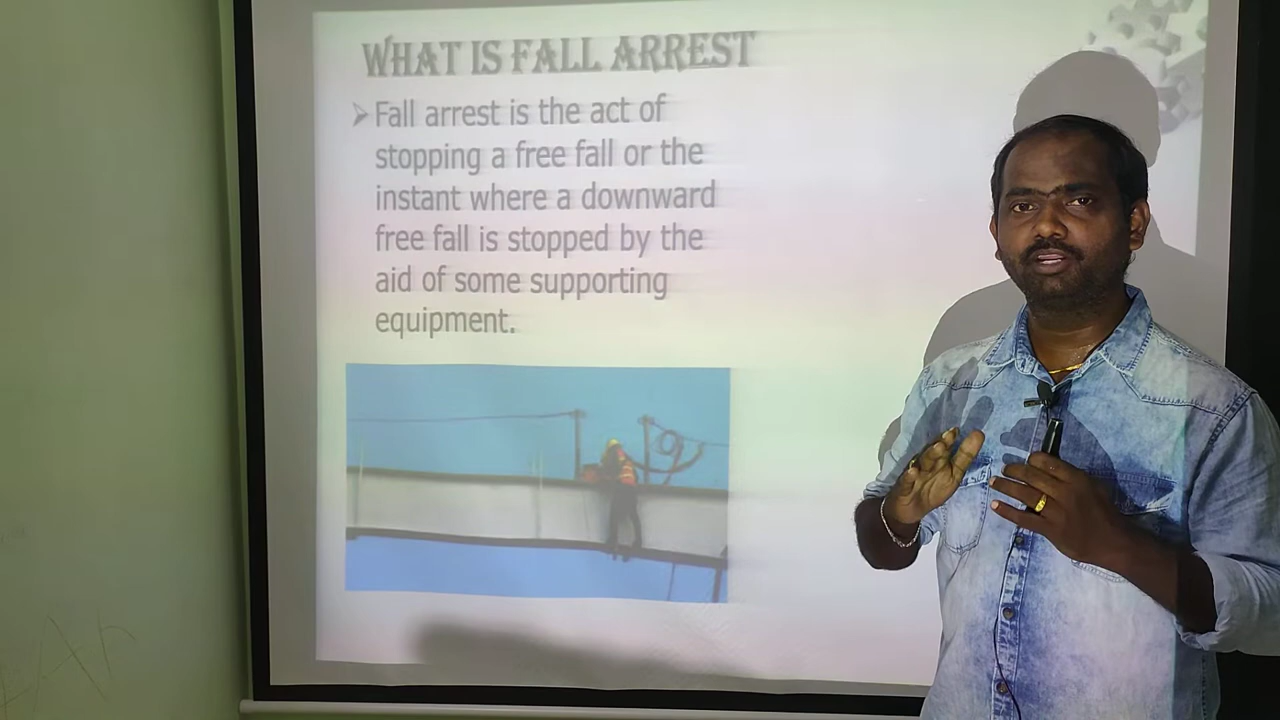 WHAT IS FALL ARREST
Fall arrest is the act of
stopping a free fall or the
instant where a downward
free fall is stopped by the
aid of some supporting
equipment.